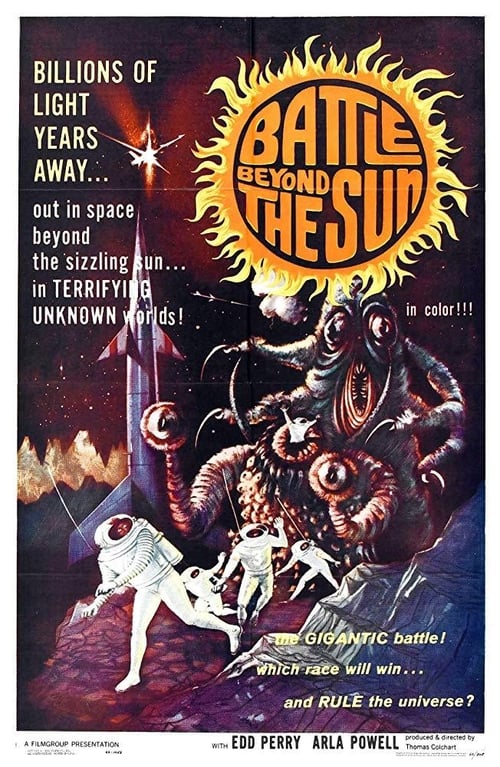 BILLIONS OF
LIGHT
YEARS
AWAY...
out in space
beyond
the sizzling sun...
in TERRIFYING
UNKNOWN worlds!
BATTLE
BEYOND
THE SUN
in color!!!
the GIGANTIC battle!
which race will win...
and RULE the universe?
A FILMGROUP PRESENTATION
WITH EDD PERRY ARLA POWELL
produced & directed by
Thomas Colchart